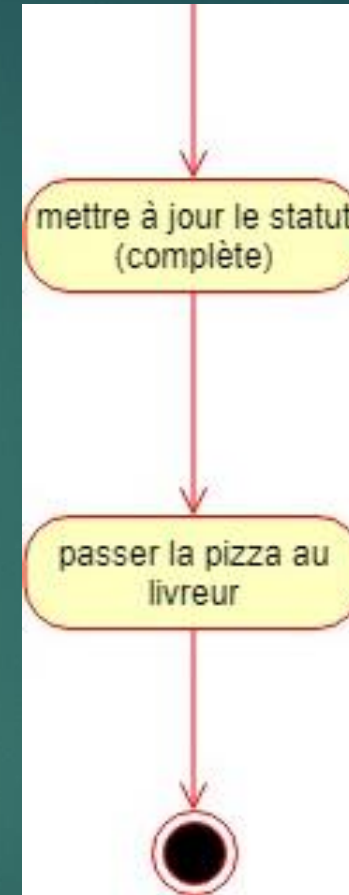 mettre à jour le statut
(complète)
passer la pizza au
livreur